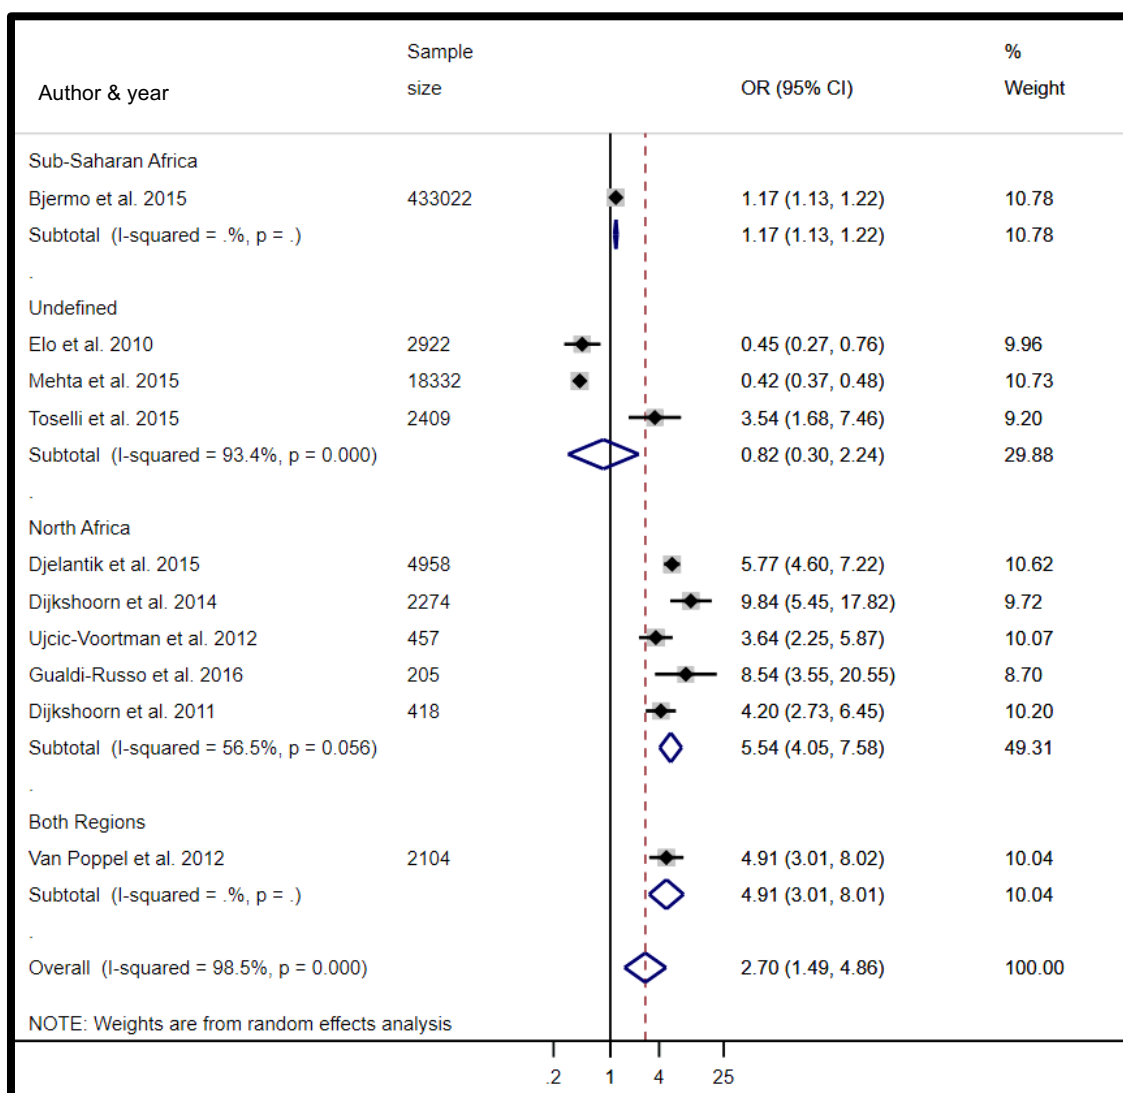 Sample %
Author & year size OR (95% CI) Weight
Sub-Saharan Africa
Bjermo et al. 2015 433022 1.17 (1.13, 1.22) 10.78
Subtotal (I-squared = .%, p = .) 1.17 (1.13, 1.22) 10.78
.
Undefined
Elo et al. 2010 2922 0.45 (0.27, 0.76) 9.96
Mehta et al. 2015 18332 0.42 (0.37, 0.48) 10.73
Toselli et al. 2015 2409 3.54 (1.68, 7.46) 9.20
Subtotal (I-squared = 93.4%, p = 0.000) 0.82 (0.30, 2.24) 29.88
.
North Africa
Djelantik et al. 2015 4958 5.77 (4.60, 7.22) 10.62
Dijkshoorn et al. 2014 2274 9.84 (5.45, 17.82) 9.72
Ujcic-Voortman et al. 2012 457 3.64 (2.25, 5.87) 10.07
Gualdi-Russo et al. 2016 205 8.54 (3.55, 20.55) 8.70
Dijkshoorn et al. 2011 418 4.20 (2.73, 6.45) 10.20
Subtotal (I-squared = 56.5%, p = 0.056) 5.54 (4.05, 7.58) 49.31
.
Both Regions
Van Poppel et al. 2012 2104 4.91 (3.01, 8.02) 10.04
Subtotal (I-squared = .%, p = .) 4.91 (3.01, 8.01) 10.04
.
Overall (I-squared = 98.5%, p = 0.000) 2.70 (1.49, 4.86) 100.00
NOTE: Weights are from random effects analysis
.2 1 4 25